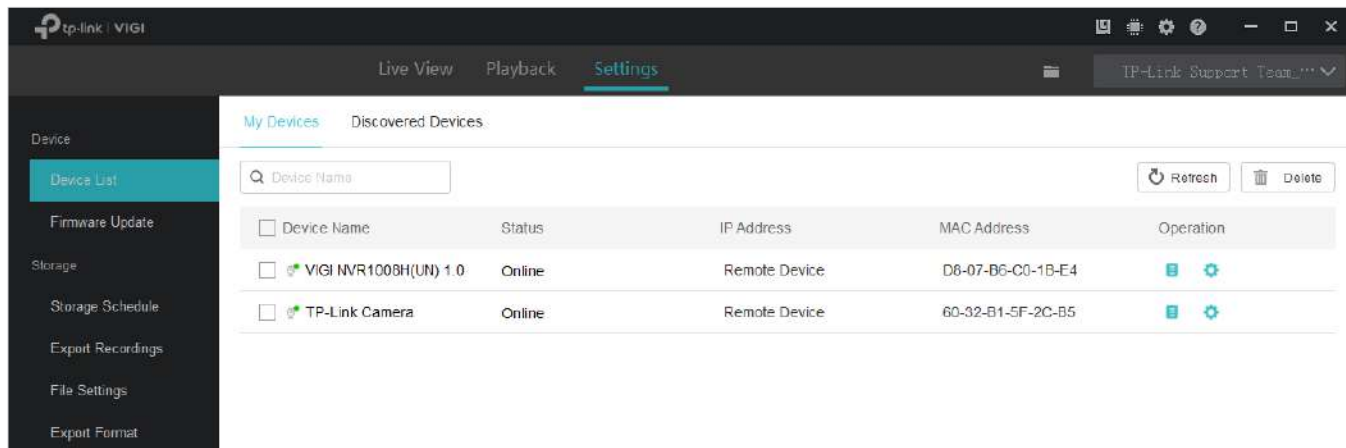 tp-link | VIGI
Live View Playback Settings
TP-Link Support Team_...
My Devices Discovered Devices
Device
Device List
Device Name
Refresh Delete
Firmware Update
Device Name Status IP Address MAC Address Operation
Storage
VIGI NVR1008H(UN) 1.0 Online Remote Device D8-07-B6-C0-1B-E4
Storage Schedule
TP-Link Camera Online Remote Device 60-32-B1-5F-2C-B5
Export Recordings
File Settings
Export Format